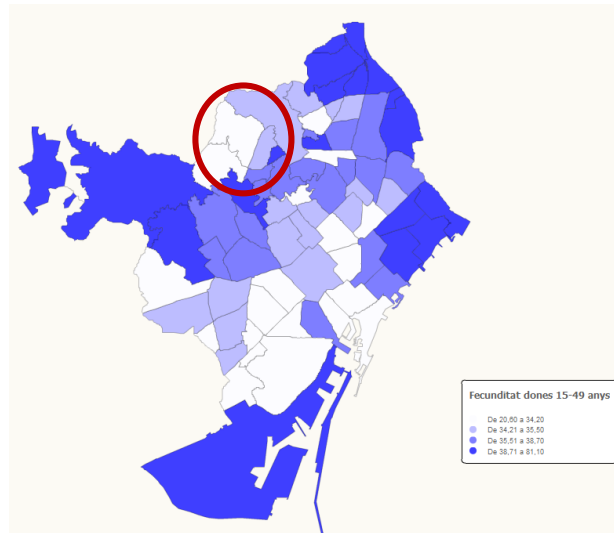 Fecunditat dones 15-49 anys
De 20,60 a 34,20
De 34,21 a 35,50
De 35,51 a 38,70
De 38,71 a 81,10